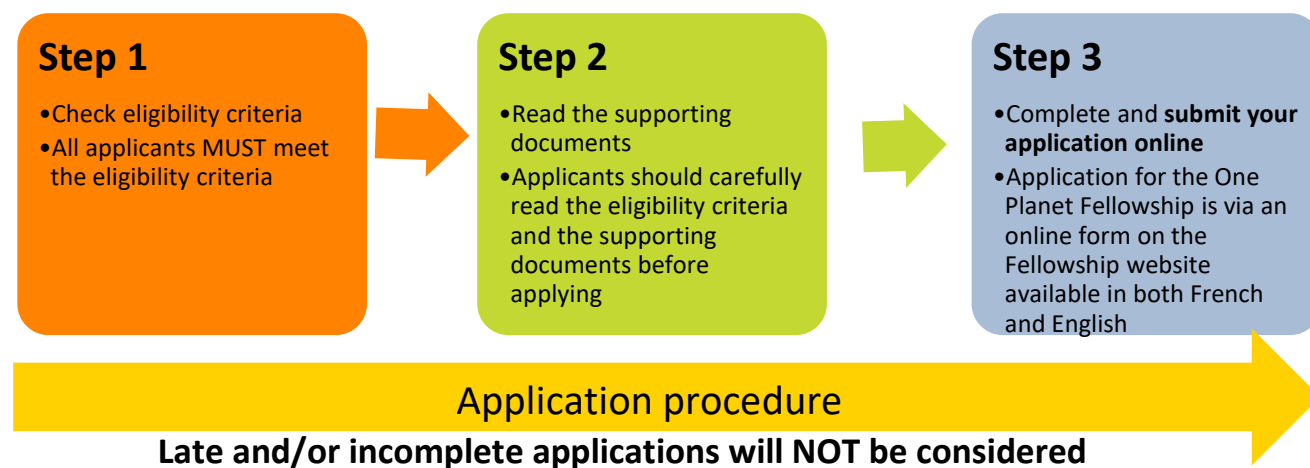 Step 1
•Check eligibility criteria
•All applicants MUST meet
the eligibility criteria
Step 2
•Read the supporting
documents
•Applicants should carefully
read the eligibility criteria
and the supporting
documents before
applying
Step 3
•Complete and submit your
application online
•Application for the One
Planet Fellowship is via an
online form on the
Fellowship website
available in both French
and English
Application procedure
Late and/or incomplete applications will NOT be considered